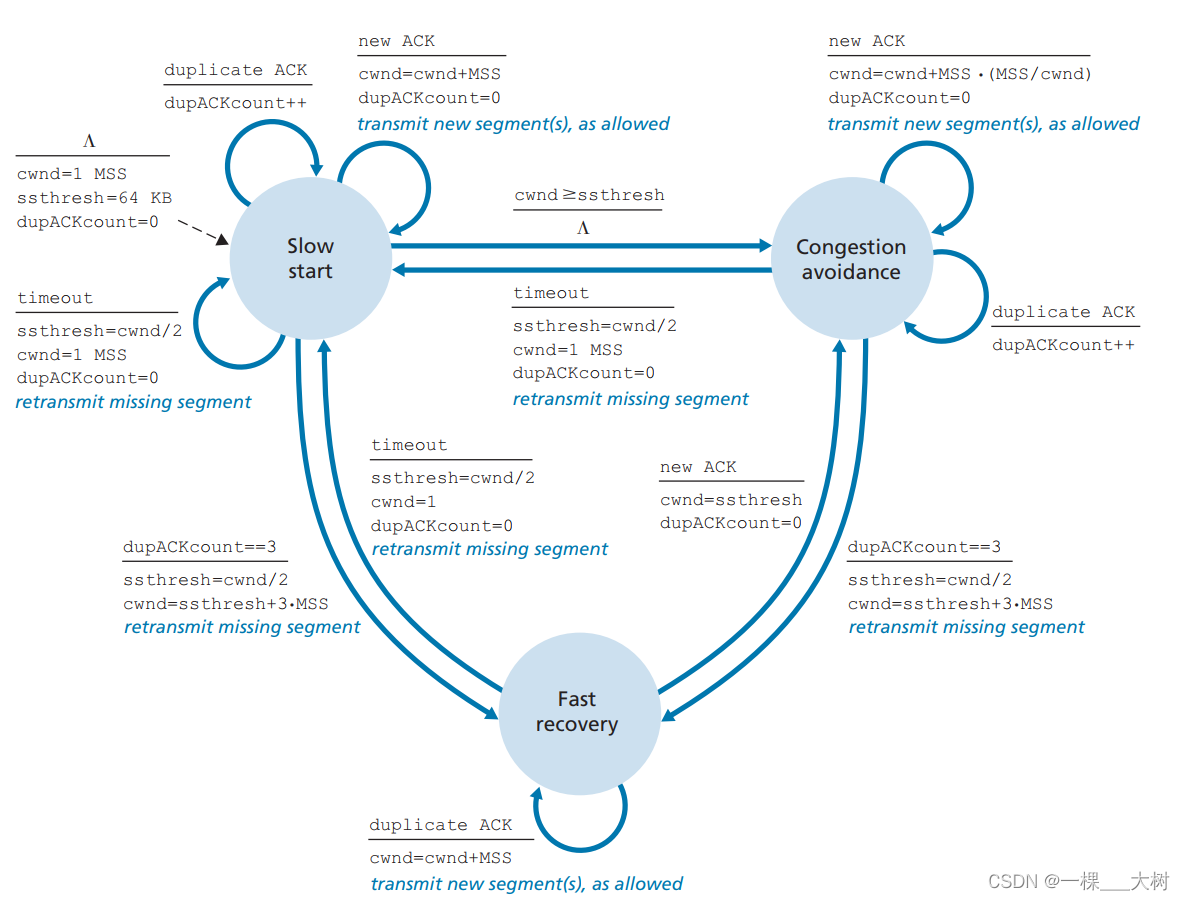 new ACK
cwnd=cwnd+MSS
dupACKcount=0
transmit new segment(s), as allowed
new ACK
cwnd=cwnd+MSS·(MSS/cwnd)
dupACKcount=0
transmit new segment(s), as allowed
duplicate ACK
dupACKcount++
Λ
cwnd=1 MSS
ssthresh=64 KB
dupACKcount=0
cwnd≥ssthresh
Λ
Slow
start
Congestion
avoidance
timeout
ssthresh=cwnd/2
cwnd=1 MSS
dupACKcount=0
retransmit missing segment
timeout
ssthresh=cwnd/2
cwnd=1 MSS
dupACKcount=0
retransmit missing segment
duplicate ACK
dupACKcount++
timeout
ssthresh=cwnd/2
cwnd=1
dupACKcount=0
retransmit missing segment
new ACK
cwnd=ssthresh
dupACKcount=0
dupACKcount==3
ssthresh=cwnd/2
cwnd=ssthresh+3·MSS
retransmit missing segment
dupACKcount==3
ssthresh=cwnd/2
cwnd=ssthresh+3·MSS
retransmit missing segment
Fast
recovery
duplicate ACK
cwnd=cwnd+MSS
transmit new segment(s), as allowed
CSDN @一棵___大树